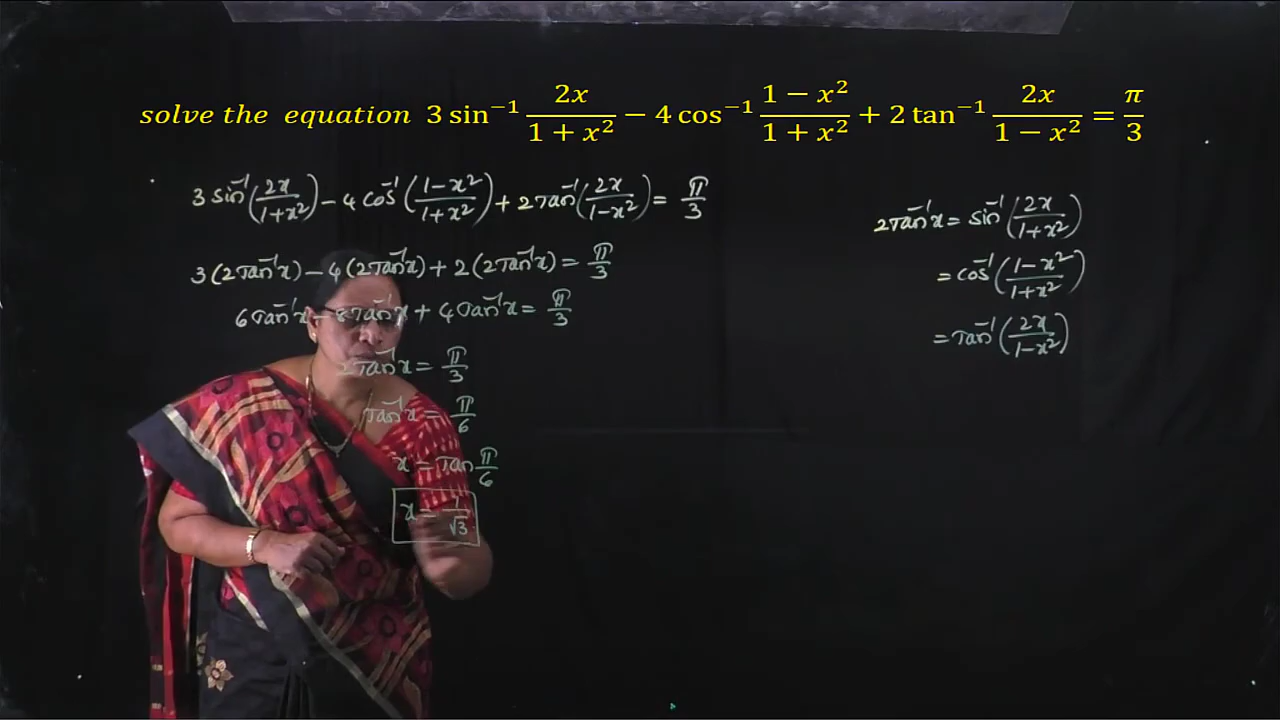 solve the equation 3 sin⁻¹ 2x/(1 + x²) − 4 cos⁻¹ (1 − x²)/(1 + x²) + 2 tan⁻¹ 2x/(1 − x²) = π/3
3 sin⁻¹(2x/(1+x²)) − 4 cos⁻¹((1−x²)/(1+x²)) + 2Tan⁻¹(2x/(1−x²)) = π/3
3(2Tan⁻¹x) − 4(2Tan⁻¹x) + 2(2Tan⁻¹x) = π/3
6Tan⁻¹x − 8Tan⁻¹x + 4Tan⁻¹x = π/3
2Tan⁻¹x = π/3
Tan⁻¹x = π/6
x = Tan π/6
x = 1/√3
2Tan⁻¹x = sin⁻¹(2x/(1+x²))
= cos⁻¹((1−x²)/(1+x²))
= Tan⁻¹(2x/(1−x²))